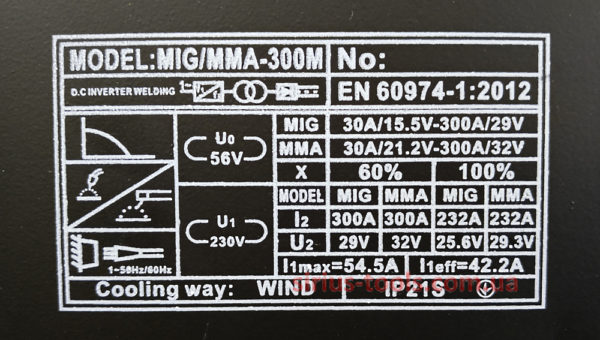 MODEL:MIG/MMA-300M No:
D.C INVERTER WELDING 1~ EN 60974-1:2012
U0 56V
MIG 30A/15.5V-300A/29V
MMA 30A/21.2V-300A/32V
X 60% 100%
MODEL MIG MMA MIG MMA
U1 230V
I2 300A 300A 232A 232A
U2 29V 32V 25.6V 29.3V
1~50Hz/60Hz
I1max=54.5A I1eff=42.2A
Cooling way: WIND IP21S
sirius-tools.com.ua